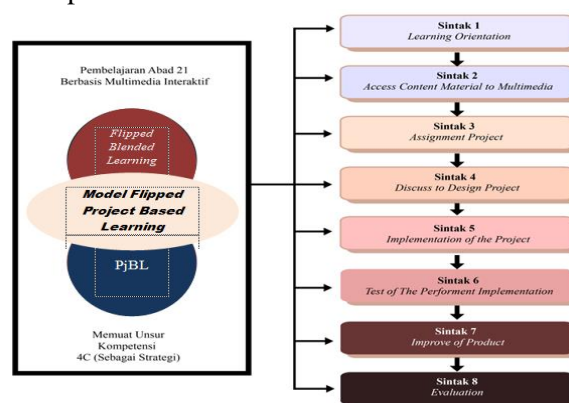 Pembelajaran Abad 21
Berbasis Multimedia Interaktif
Flipped
Blended
Learning
Model Flipped
Project Based
Learning
PjBL
Memuat Unsur
Kompetensi
4C (Sebagai Strategi)
Sintak 1
Learning Orientation
Sintak 2
Access Content Material to Multimedia
Sintak 3
Assignment Project
Sintak 4
Discuss to Design Project
Sintak 5
Implementation of the Project
Sintak 6
Test of The Performent Implementation
Sintak 7
Improve of Product
Sintak 8
Evaluation